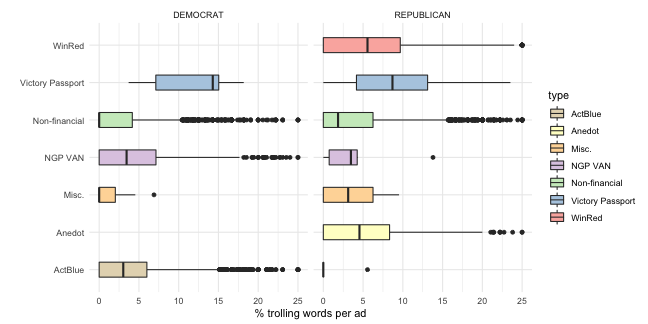 DEMOCRAT REPUBLICAN
WinRed
Victory Passport
Non-financial
NGP VAN
Misc.
Anedot
ActBlue
0 5 10 15 20 25 0 5 10 15 20 25
% trolling words per ad
type
ActBlue
Anedot
Misc.
NGP VAN
Non-financial
Victory Passport
WinRed